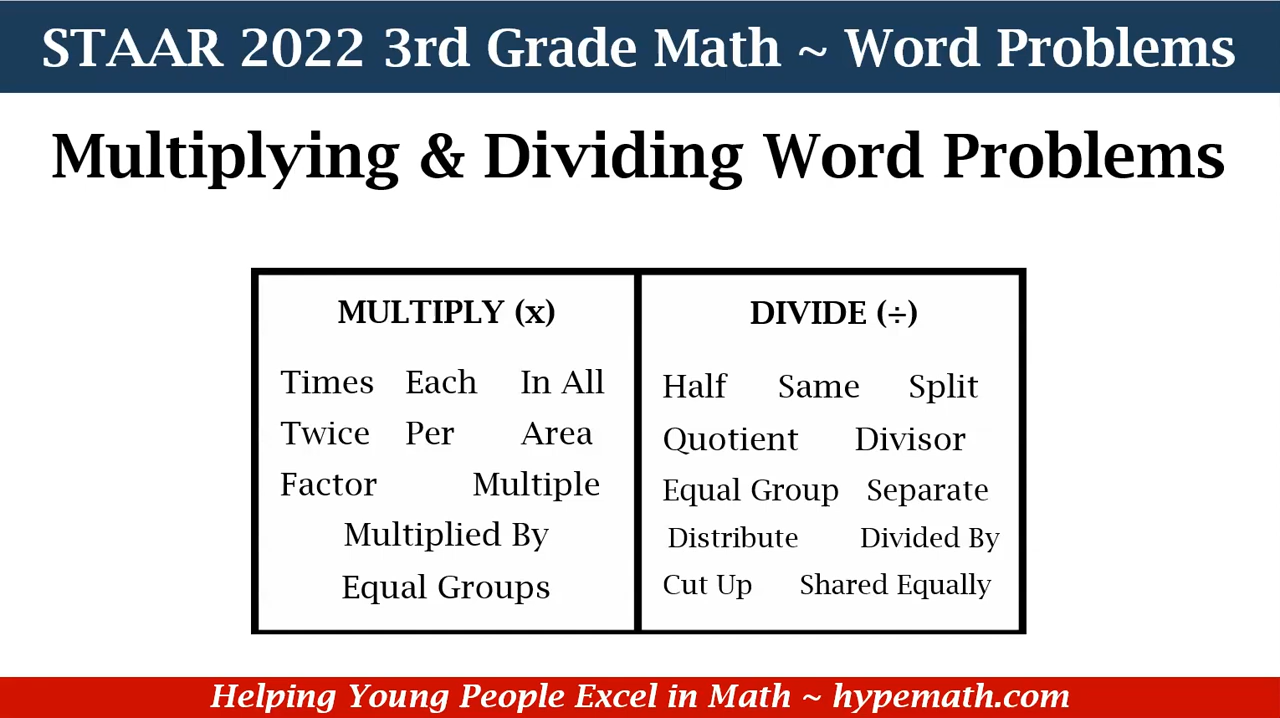 STAAR 2022 3rd Grade Math ~ Word Problems
Multiplying & Dividing Word Problems
MULTIPLY (x)
Times Each In All
Twice Per Area
Factor Multiple
Multiplied By
Equal Groups
DIVIDE (÷)
Half Same Split
Quotient Divisor
Equal Group Separate
Distribute Divided By
Cut Up Shared Equally
Helping Young People Excel in Math ~ hypemath.com